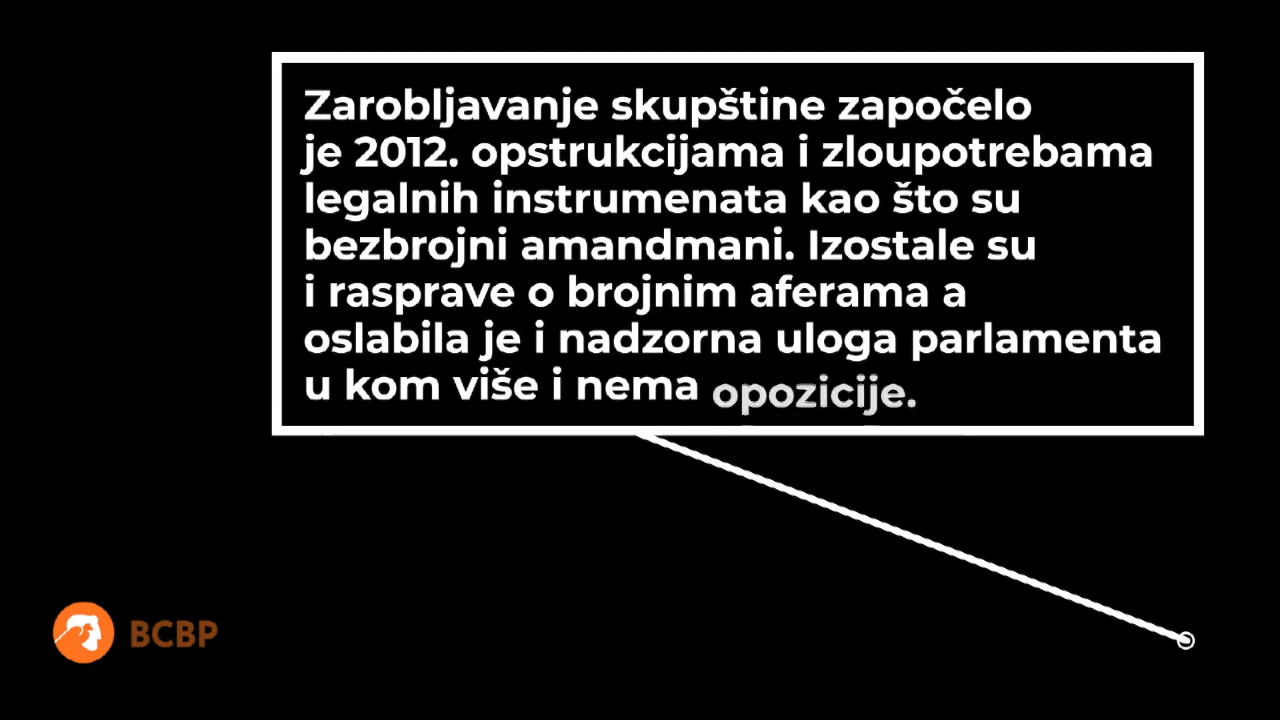 Zarobljavanje skupštine započelo
je 2012. opstrukcijama i zloupotrebama
legalnih instrumenata kao što su
bezbrojni amandmani. Izostale su
i rasprave o brojnim aferama a
oslabila je i nadzorna uloga parlamenta
u kom više i nema opozicije.
BCBP